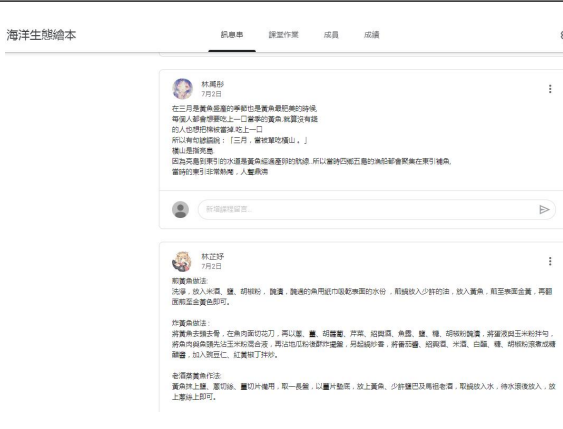 海洋生態繪本
訊息串 課堂作業 成員 成績
林禹彤
7月2日
在三月是黃魚盛產的季節也是黃魚最肥美的時候,
每個人都會想要吃上一口當季的黃魚,就算沒有錢
的人也想把棉被當掉,吃上一口
所以有句諺語說:「三月,當被單吃橫山。」
橫山是指亮島
因為亮島到東引的水道是黃魚經過產卵的航線,所以當時四鄉五島的漁船都會聚集在東引補魚,
當時的東引非常熱鬧,人聲鼎沸
新增課程留言...
林芷妤
7月2日
煎黃魚做法:
洗淨,放入米酒、鹽、胡椒粉,醃漬,醃過的魚用紙巾吸乾表面的水份,煎鍋放入少許的油,放入黃魚,煎至表面金黃,再翻
面煎至金黃色即可。
炸黃魚做法:
將黃魚去頭去骨,在魚肉面切花刀,再以蔥、薑、胡蘿蔔、芹菜、紹興酒、魚露、鹽、糖、胡椒粉醃漬,將蛋液與玉米粉拌勻,
將魚肉與魚頭先沾玉米粉混合液,再沾地瓜粉後酥炸擺盤,另起鍋炒香,將番茄醬、紹興酒、米酒、白醋、糖、胡椒粉滾煮成糖
醋醬,加入豌豆仁、紅黃椒丁拌炒。
老酒蒸黃魚作法:
黃魚抹上鹽、蔥切絲、薑切片備用,取一長盤,以薑片墊底,放上黃魚、少許鹽巴及馬祖老酒,取鍋放入水,待水滾後放入,放
上蔥絲上即可。